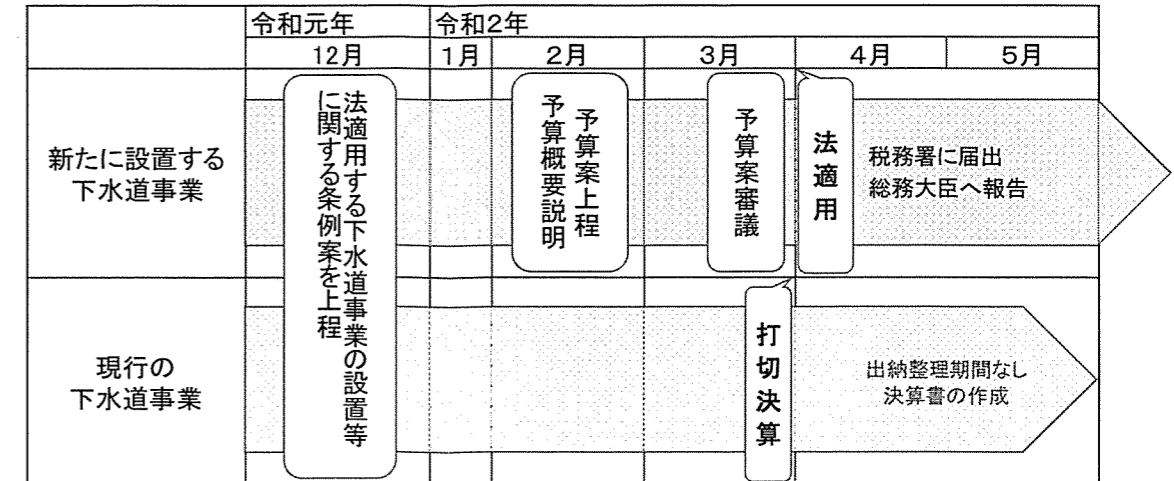 令和元年
令和2年
12月
1月
2月
3月
4月
5月
新たに設置する
下水道事業
法適用する下水道事業の設置等
に関する条例案を上程
予算案上程
予算概要説明
予算案審議
法適用
税務署に届出
総務大臣へ報告
現行の
下水道事業
打切決算
出納整理期間なし
決算書の作成